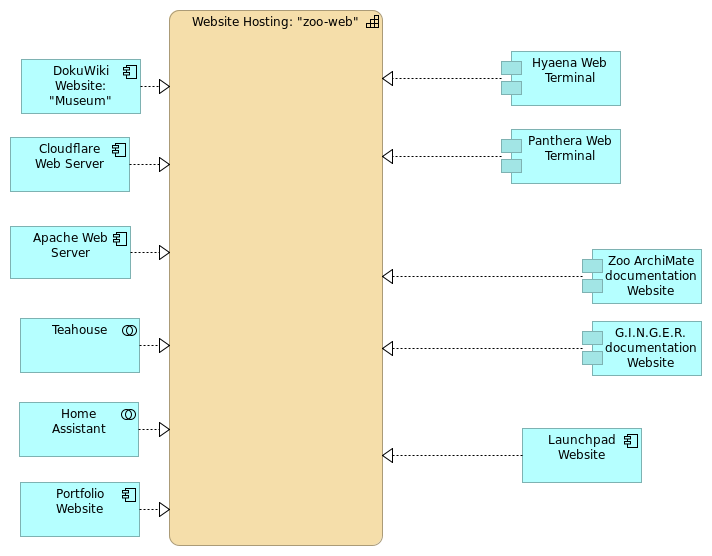 Website Hosting: "zoo-web"
DokuWiki
Website:
"Museum"
Cloudflare
Web Server
Apache Web
Server
Teahouse
Home
Assistant
Portfolio
Website
Hyaena Web
Terminal
Panthera Web
Terminal
Zoo ArchiMate
documentation
Website
G.I.N.G.E.R.
documentation
Website
Launchpad
Website